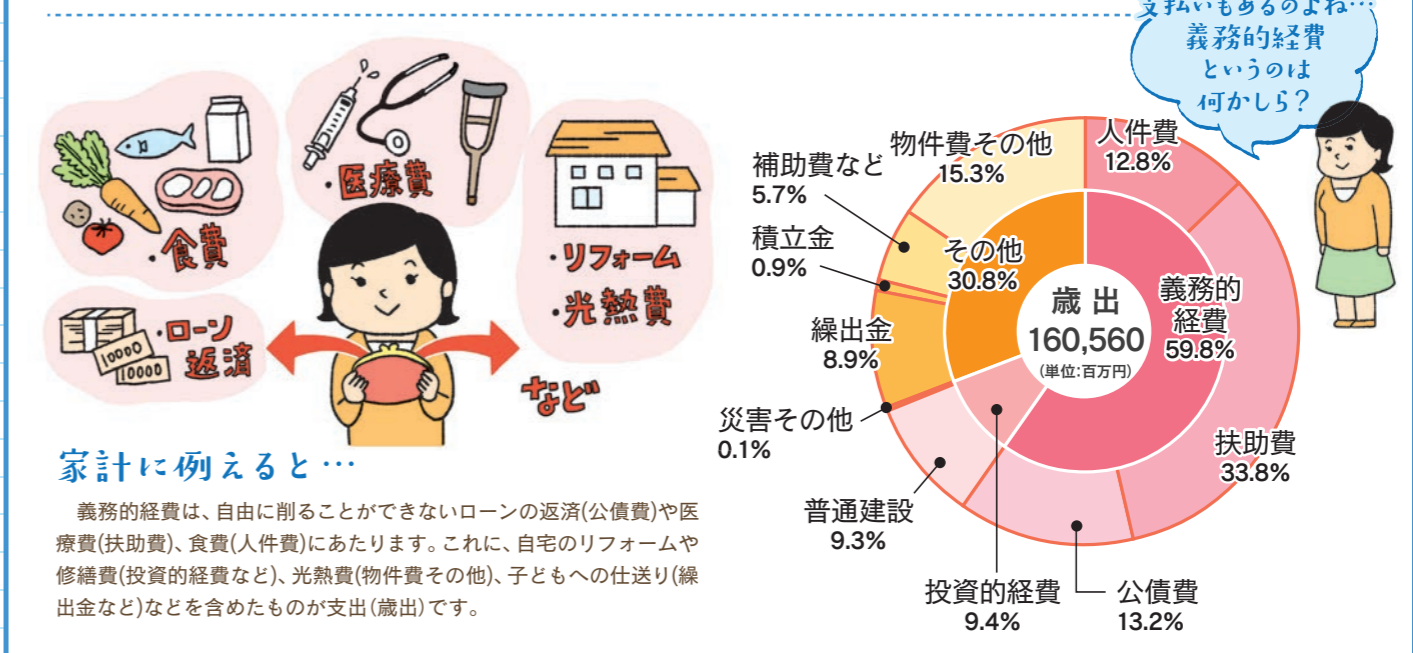 支払いもあるのよね…
義務的経費
というのは
何かしら？
・食費
・医療費
・リフォーム
・光熱費
・ローン
返済
10000
10000
など
家計に例えると…
義務的経費は、自由に削ることができないローンの返済(公債費)や医
療費(扶助費)、食費(人件費)にあたります。これに、自宅のリフォームや
修繕費(投資的経費など)、光熱費(物件費その他)、子どもへの仕送り(繰
出金など)などを含めたものが支出(歳出)です。
歳出
160,560
(単位:百万円)
義務的
経費
59.8%
その他
30.8%
人件費
12.8%
扶助費
33.8%
公債費
13.2%
投資的経費
9.4%
普通建設
9.3%
災害その他
0.1%
繰出金
8.9%
積立金
0.9%
補助費など
5.7%
物件費その他
15.3%